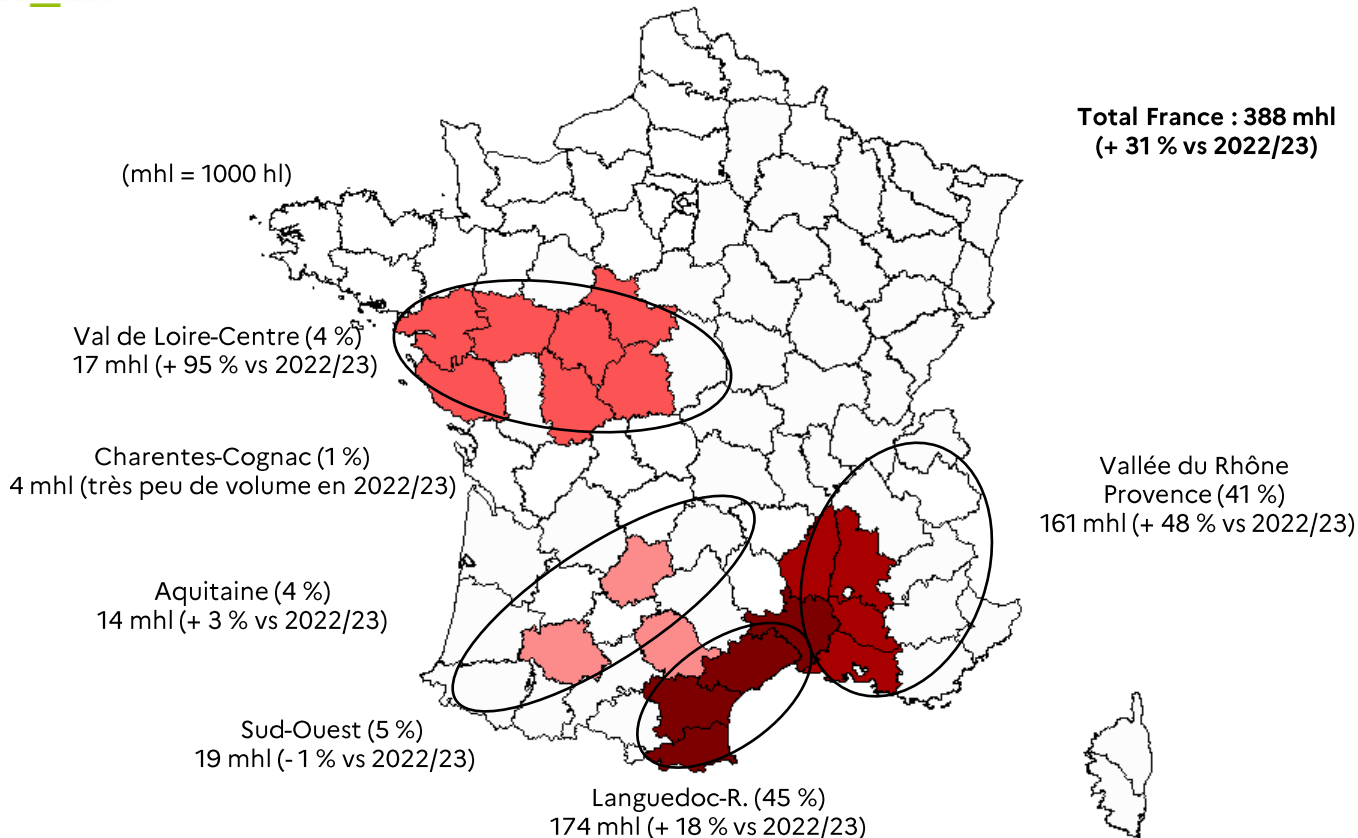 Total France : 388 mhl
(+ 31 % vs 2022/23)
(mhl = 1000 hl)
Val de Loire-Centre (4 %)
17 mhl (+ 95 % vs 2022/23)
Charentes-Cognac (1 %)
4 mhl (très peu de volume en 2022/23)
Vallée du Rhône
Provence (41 %)
161 mhl (+ 48 % vs 2022/23)
Aquitaine (4 %)
14 mhl (+ 3 % vs 2022/23)
Sud-Ouest (5 %)
19 mhl (- 1 % vs 2022/23)
Languedoc-R. (45 %)
174 mhl (+ 18 % vs 2022/23)